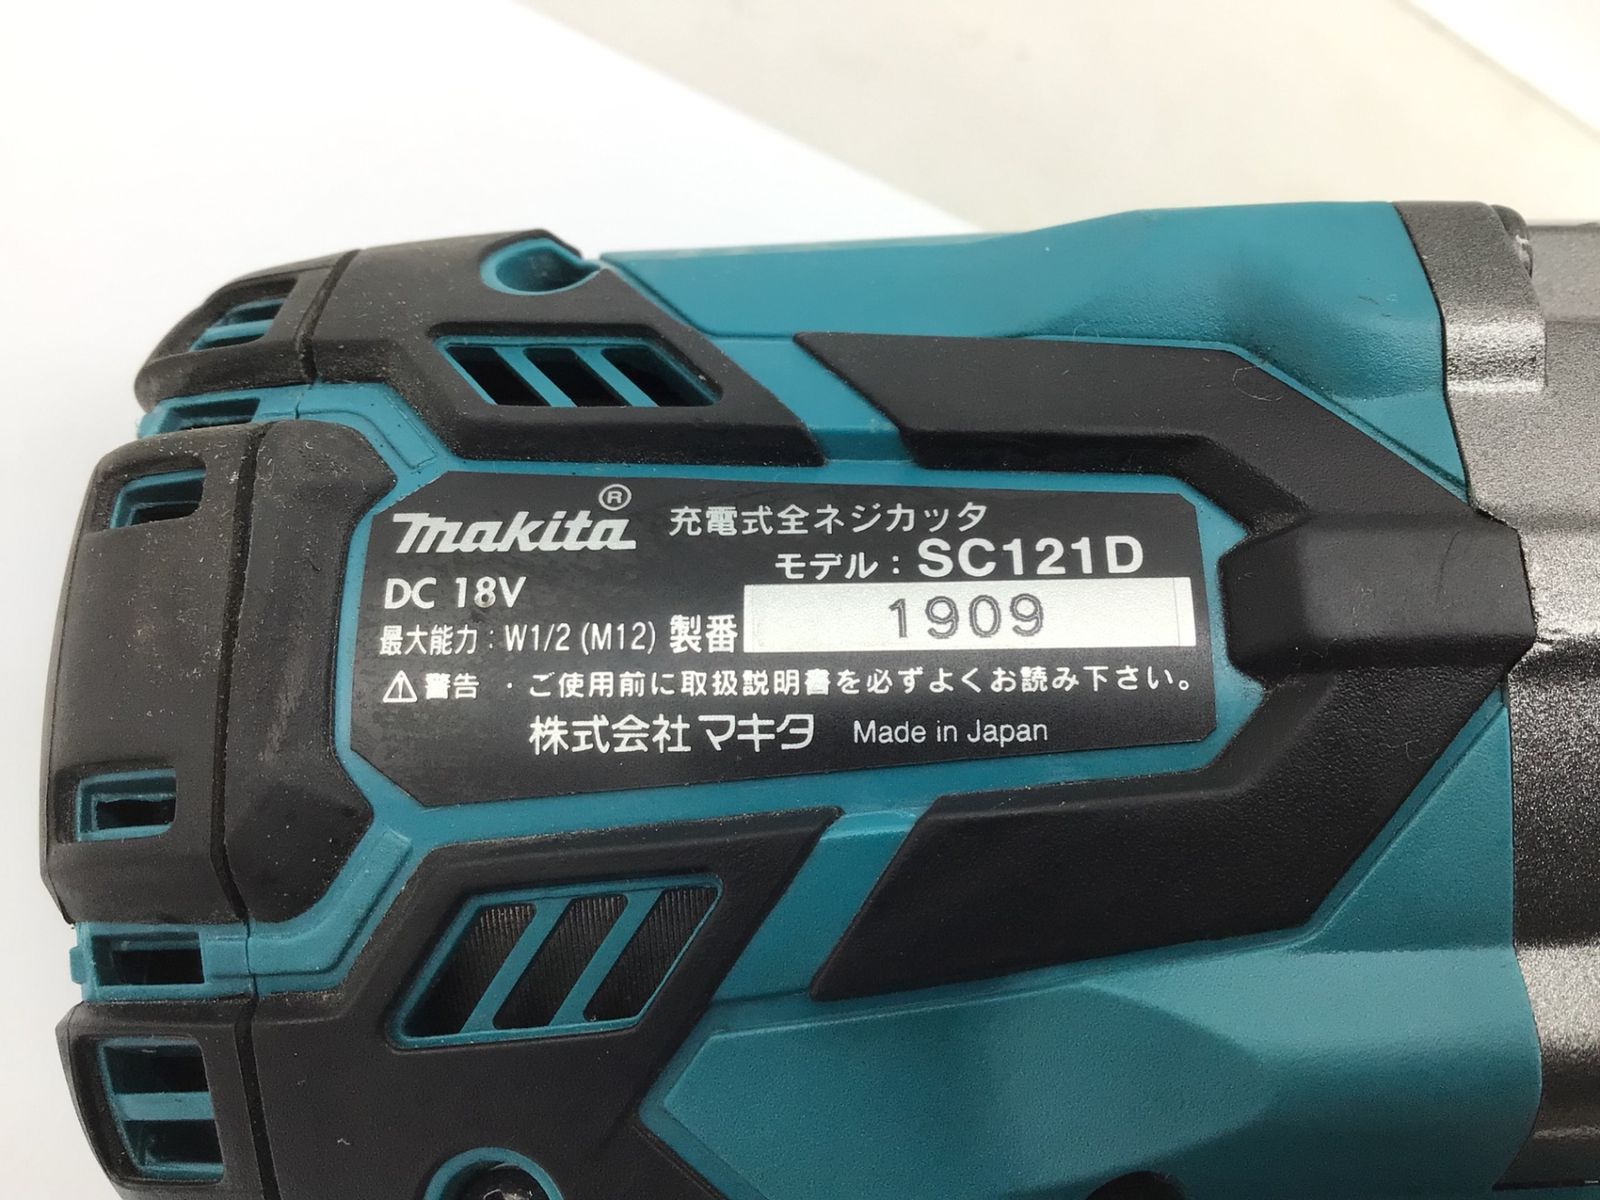 makita® 充電式全ネジカッタ
モデル：SC121D
DC 18V
最大能力：W1/2 (M12) 製番 1909
⚠警告 ・ご使用前に取扱説明書を必ずよくお読み下さい。
株式会社マキタ Made in Japan